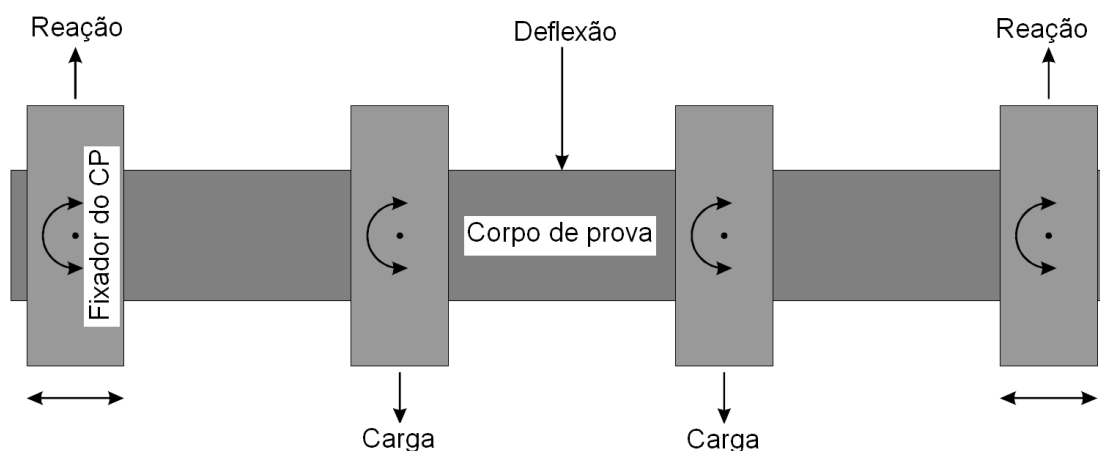 Reação
Deflexão
Reação
Fixador do CP
Corpo de prova
Carga
Carga